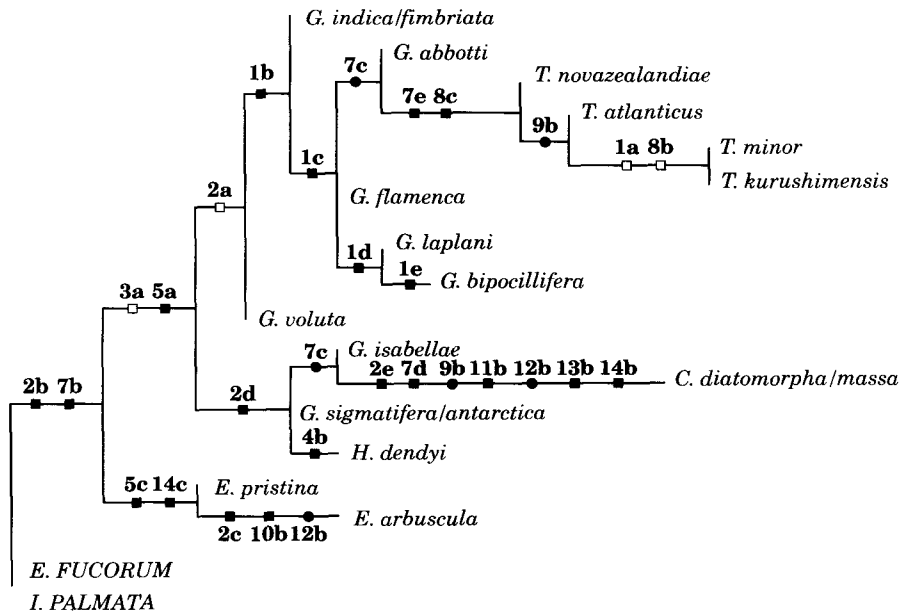 G. indica/fimbriata
7c G. abbotti
1b
7e 8c T. novazealandiae
9b T. atlanticus
1a 8b T. minor
T. kurushimensis
1c
2a G. flamenca
1d G. laplani
1e G. bipocillifera
3a 5a
G. voluta
7c G. isabellae
2e 7d 9b 11b 12b 13b 14b C. diatomorpha/massa
2b 7b 2d G. sigmatifera/antarctica
4b H. dendyi
5c 14c E. pristina
E. arbuscula
2c 10b 12b
E. FUCORUM
I. PALMATA